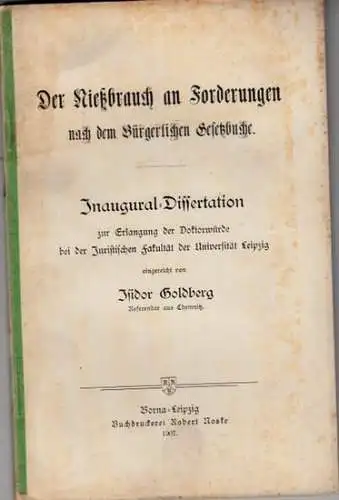 Der Nießbrauch an Forderungen
nach dem Bürgerlichen Gesetzbuche.
Inaugural-Dissertation
zur Erlangung der Doktorwürde
bei der Juristischen Fakultät der Universität Leipzig
eingereicht von
Isidor Goldberg
Referendar aus Chemnitz.
Borna-Leipzig
Buchdruckerei Robert Noske
1907.